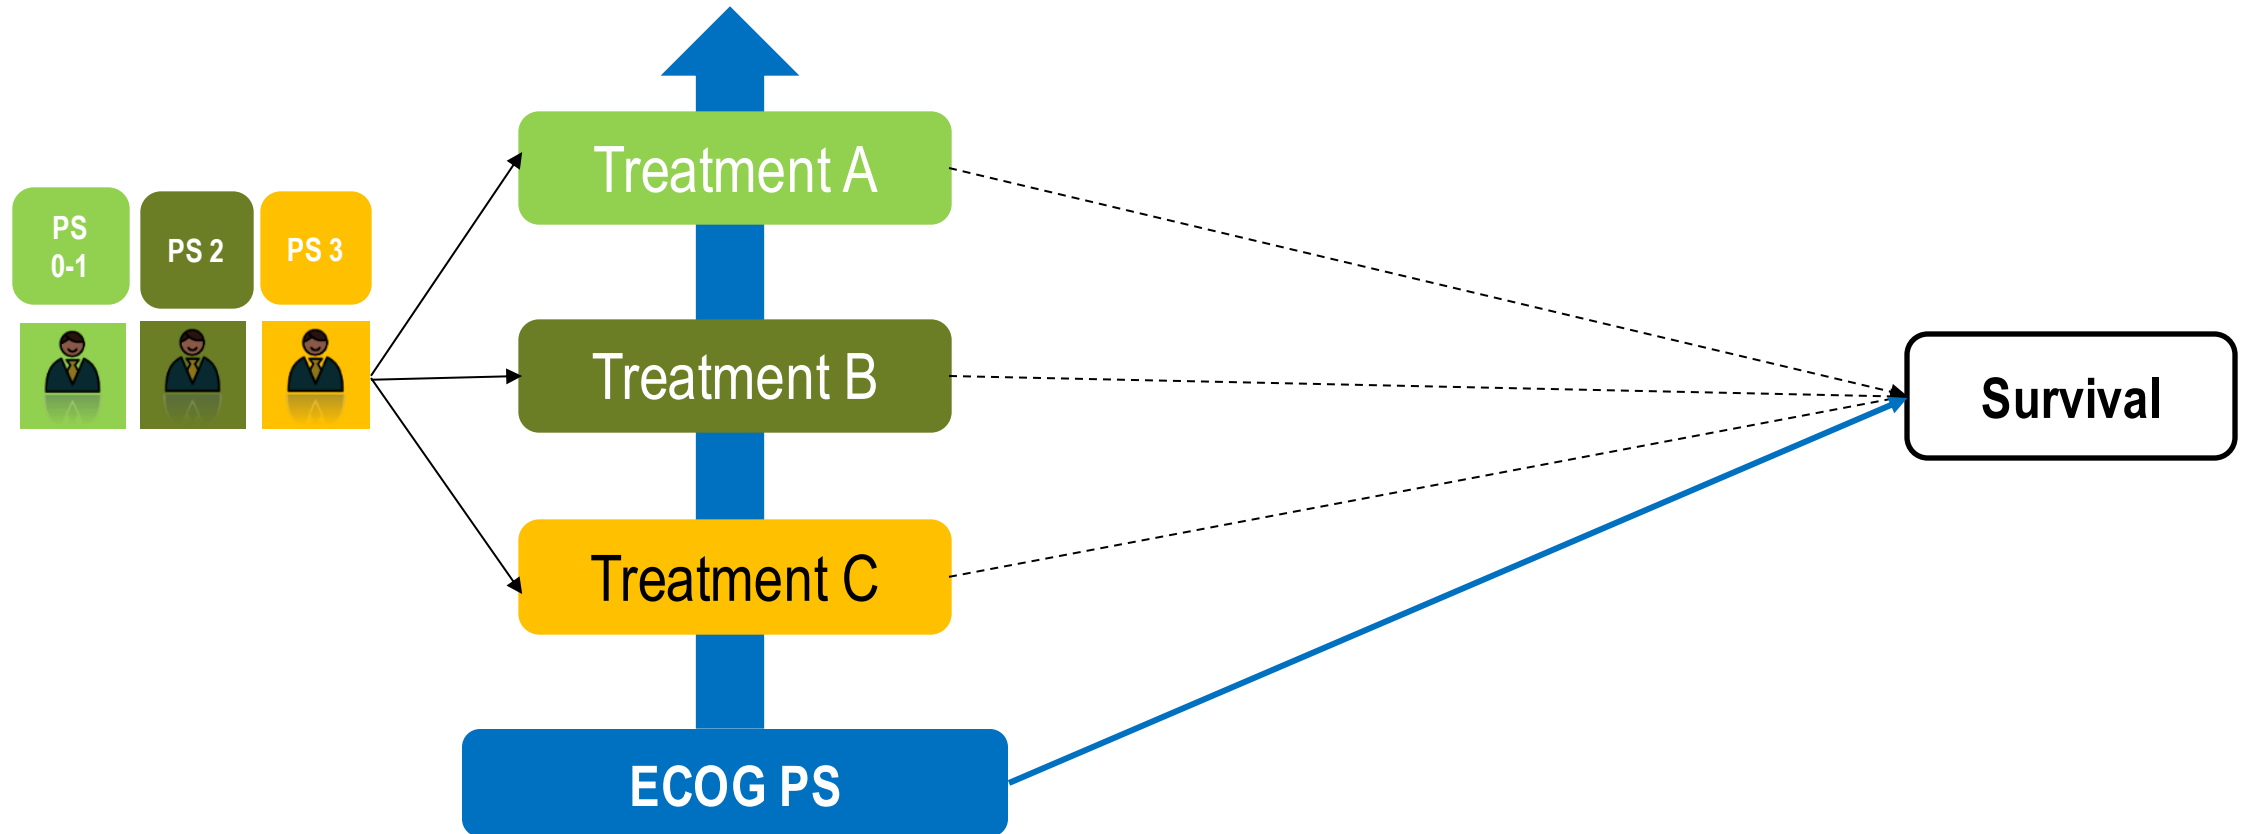 PS
0-1
PS 2
PS 3
Treatment A
Treatment B
Treatment C
ECOG PS
Survival